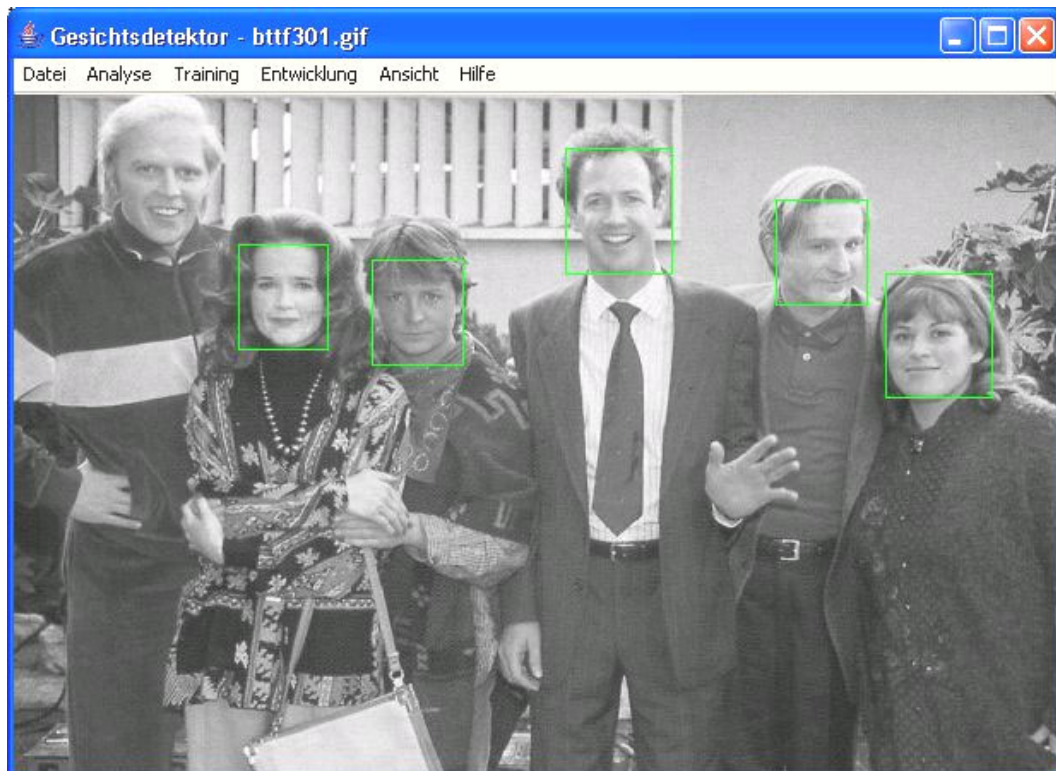 Gesichtsdetektor - bttf301.gif
Datei Analyse Training Entwicklung Ansicht Hilfe